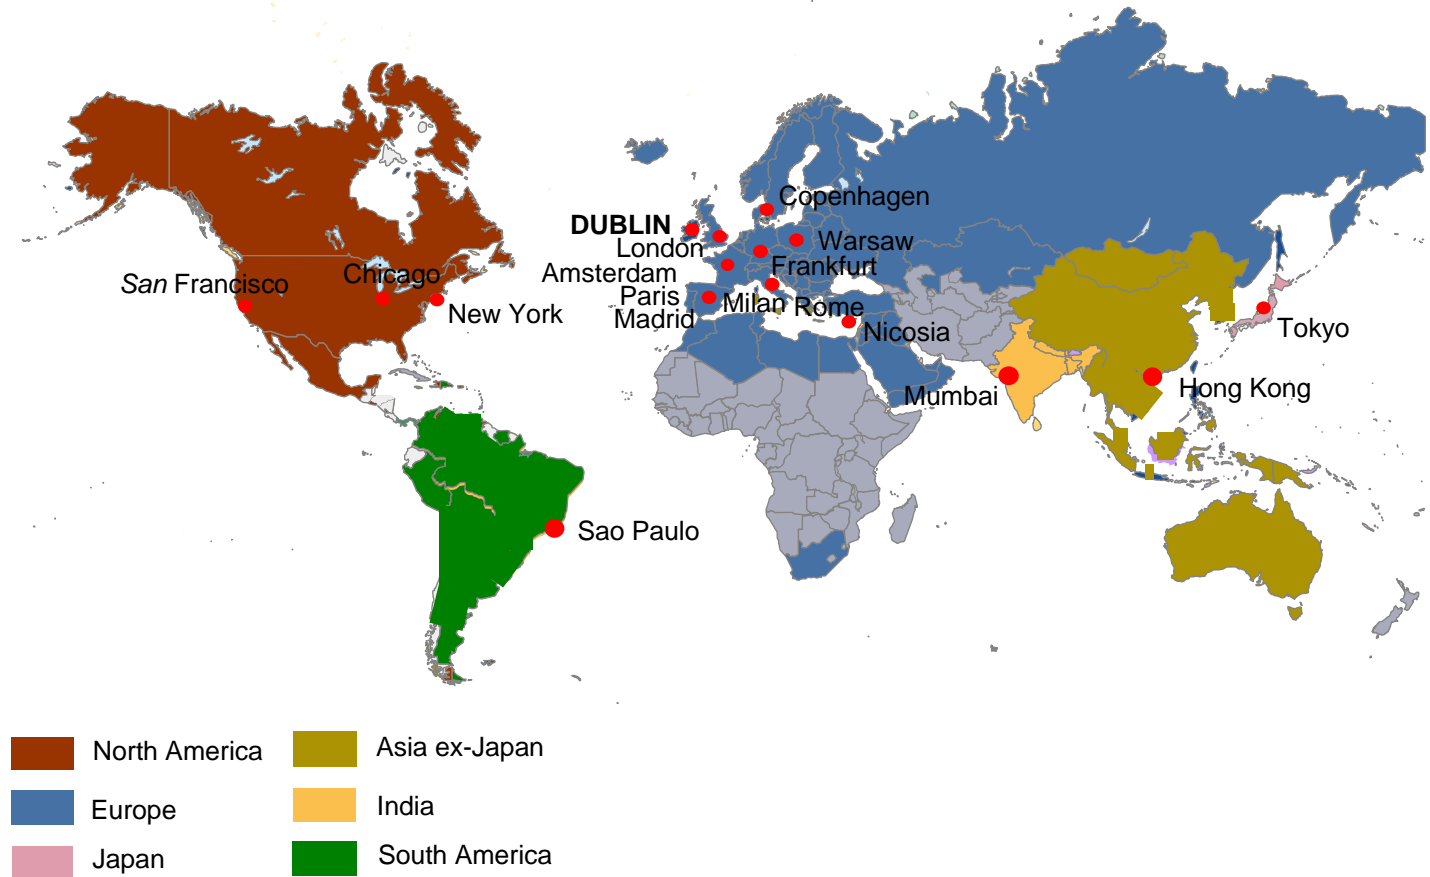 Copenhagen
DUBLIN
London
Warsaw
Amsterdam
Frankfurt
San Francisco
Chicago
Paris
Milan Rome
New York
Madrid
Nicosia
Tokyo
Mumbai
Hong Kong
Sao Paulo
North America
Asia ex-Japan
Europe
India
Japan
South America